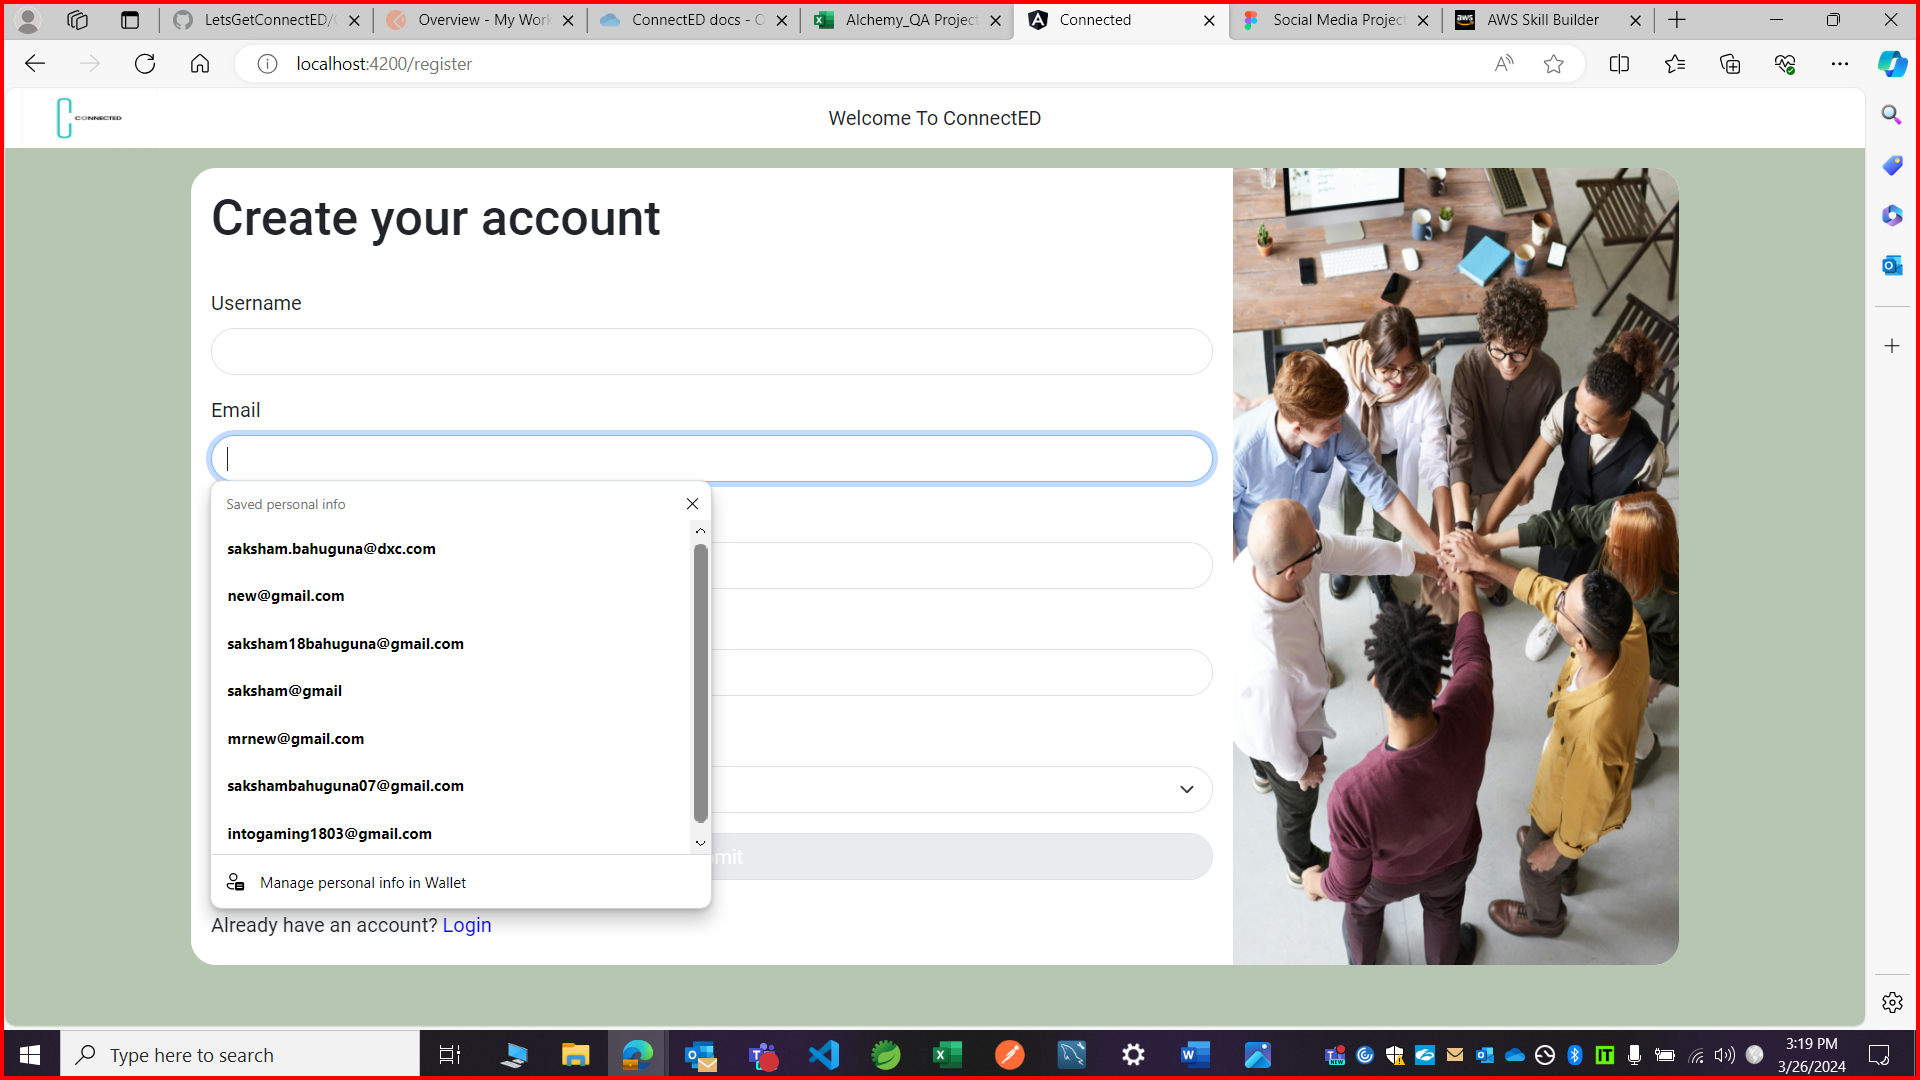 LetsGetConnectED/
Overview - My Work
ConnectED docs - O
Alchemy_QA Project
Connected
Social Media Project
AWS Skill Builder
localhost:4200/register
CONNECTED
Welcome To ConnectED
Create your account
Username
Email
Saved personal info
saksham.bahuguna@dxc.com
new@gmail.com
saksham18bahuguna@gmail.com
saksham@gmail
mrnew@gmail.com
sakshambahuguna07@gmail.com
intogaming1803@gmail.com
mit
Manage personal info in Wallet
Already have an account? Login
Type here to search
3:19 PM
3/26/2024